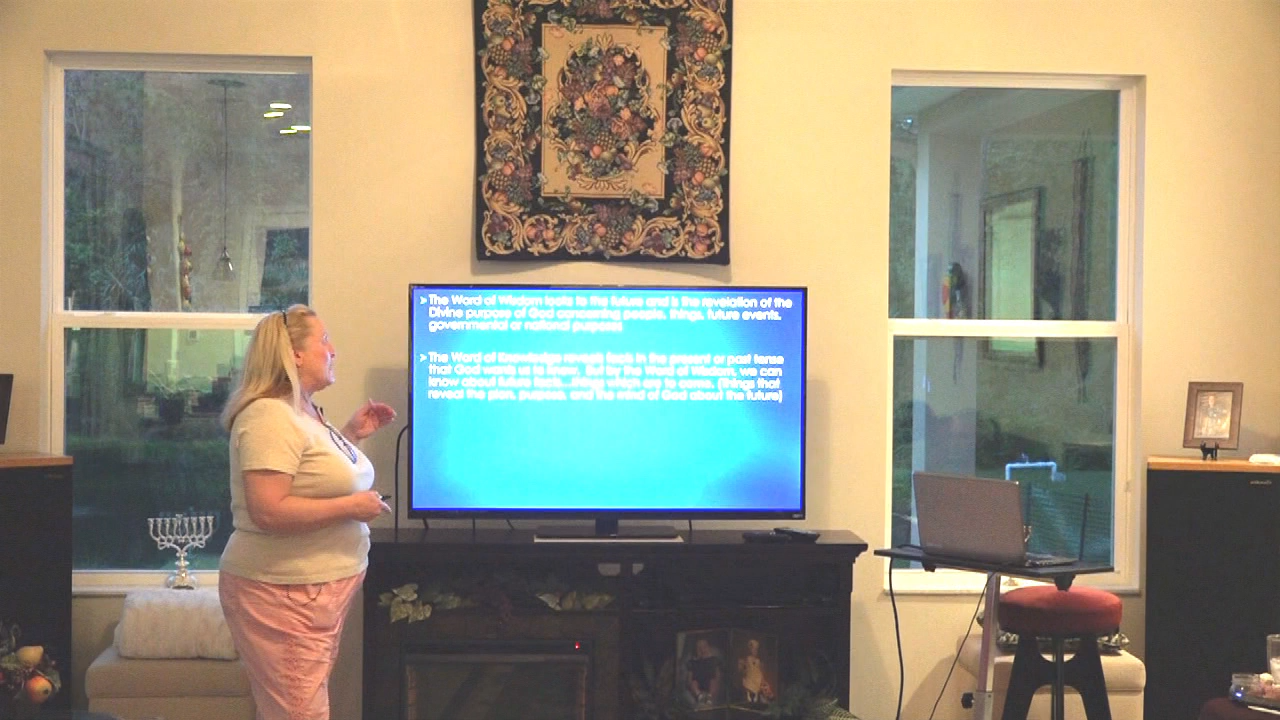 > The Word of Wisdom looks to the future and is the revelation of the
Divine purpose of God concerning people, things, future events,
governmental or national purposes
> The Word of Knowledge reveals facts in the present or past tense
that God wants us to know. But by the Word of Wisdom, we can
know about future facts...things which are to come. (Things that
reveal the plan, purpose, and the mind of God about the future)